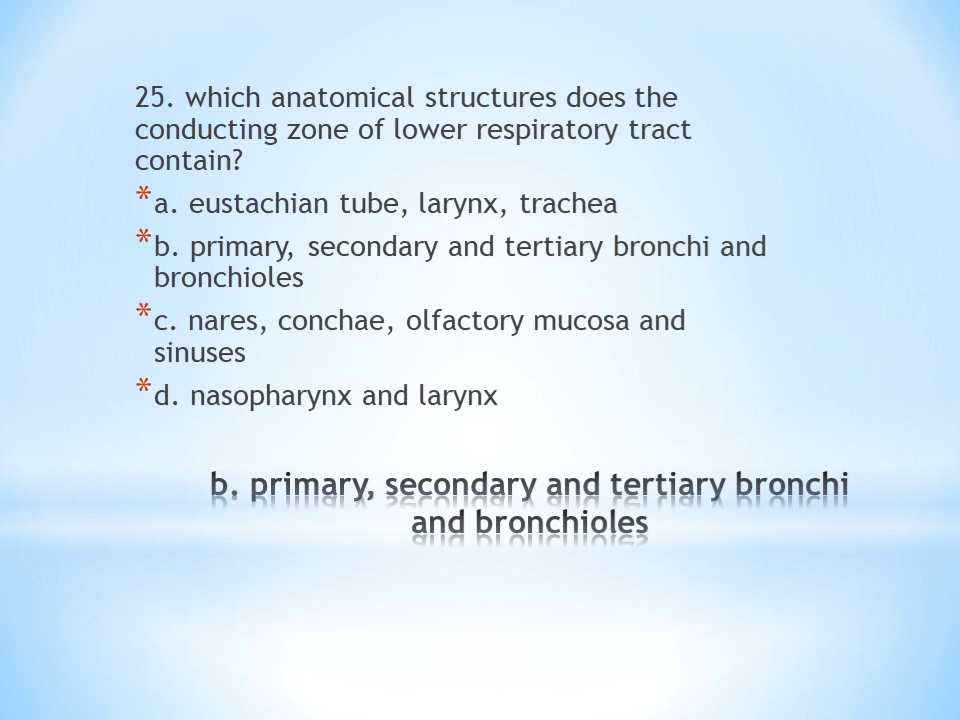 25. which anatomical structures does the
conducting zone of lower respiratory tract
contain?
* a. eustachian tube, larynx, trachea
* b. primary, secondary and tertiary bronchi and
bronchioles
* c. nares, conchae, olfactory mucosa and
sinuses
* d. nasopharynx and larynx
b. primary, secondary and tertiary bronchi
and bronchioles